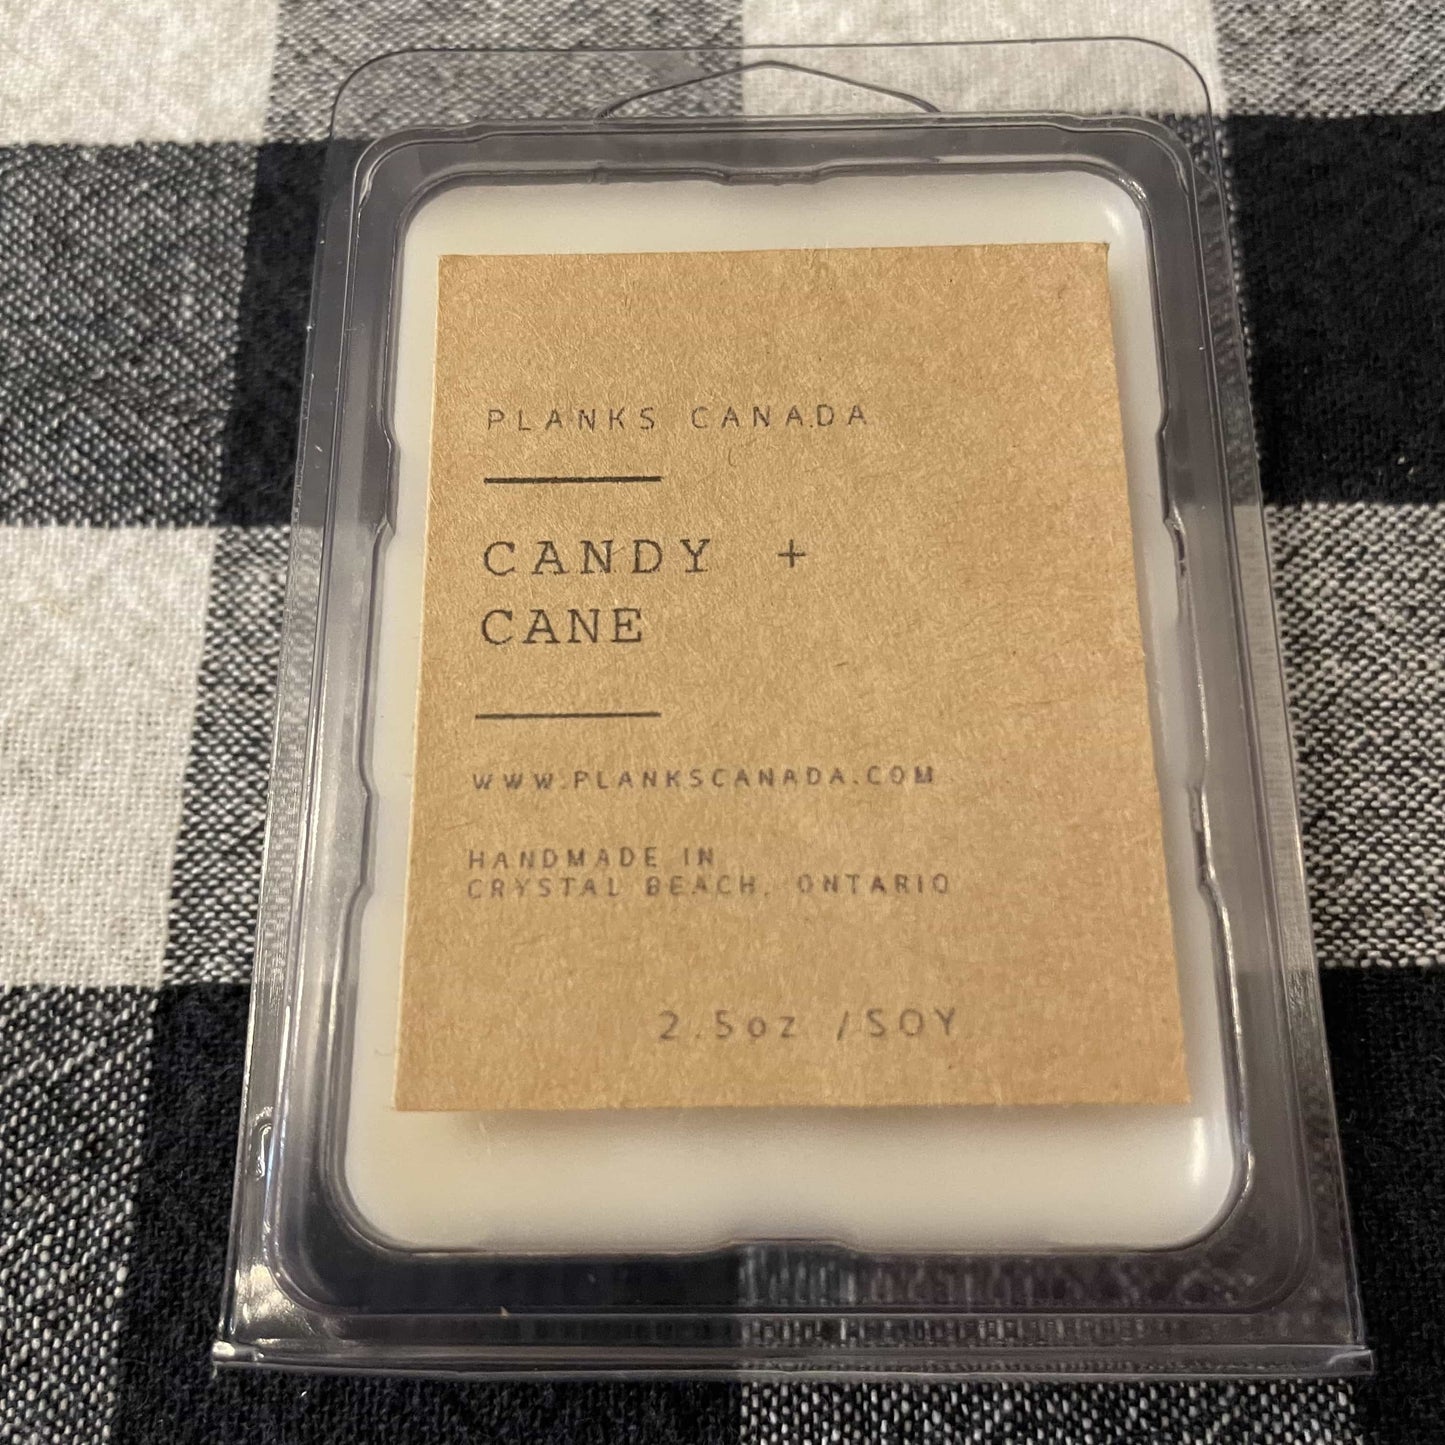 PLANKS CANADA
CANDY +
CANE
WWW.PLANKSCANADA.COM
HANDMADE IN
CRYSTAL BEACH, ONTARIO
2.5oz /SOY